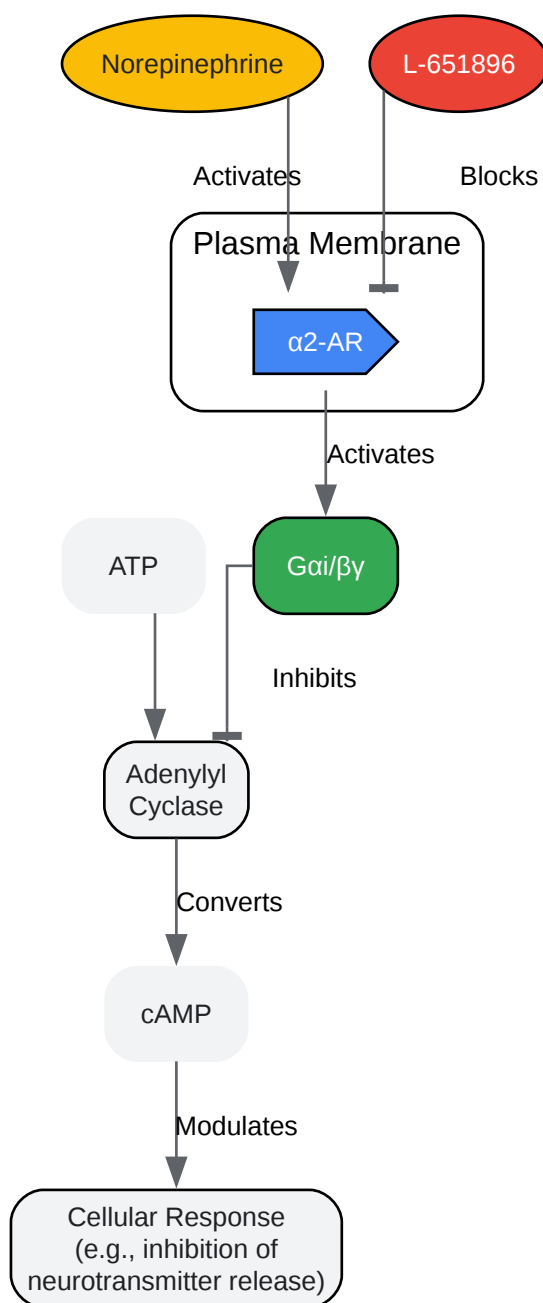 Norepinephrine
L-651896
Activates
Blocks
Plasma Membrane
α2-AR
Activates
ATP
Gαi/βγ
Inhibits
Adenylyl
Cyclase
Converts
cAMP
Modulates
Cellular Response
(e.g., inhibition of
neurotransmitter release)